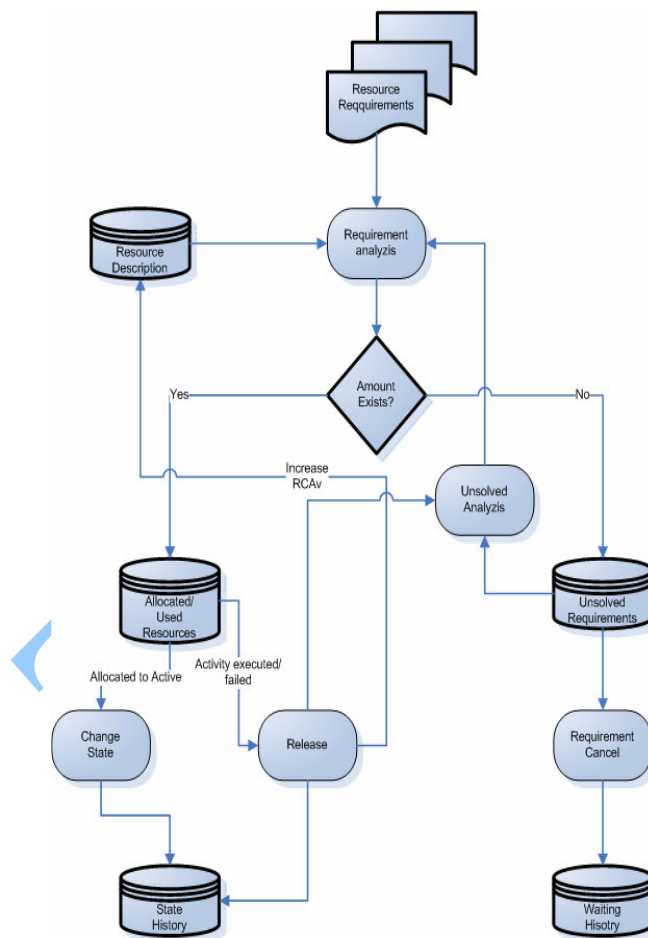 Resource
Reqquirements
Resource
Description
Requirement
analyzis
Amount
Exists?
Yes
No
Increase
RCAv
Unsolved
Analyzis
Allocated/
Used
Resources
Unsolved
Requirements
Allocated to Active
Activity executed/
failed
Change
State
Release
Requirement
Cancel
State
History
Waiting
Hisotry